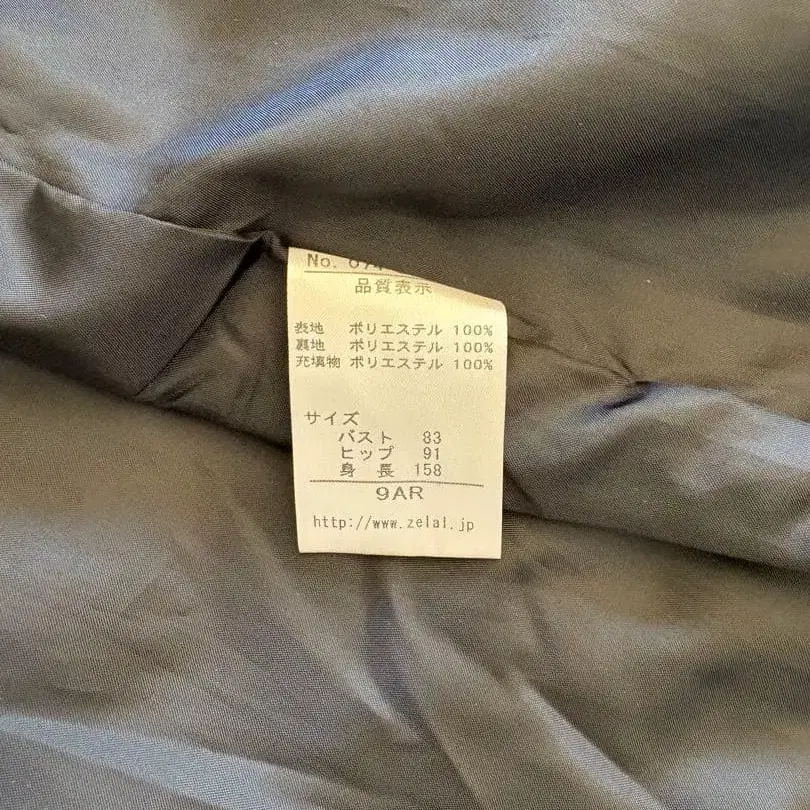 No.
品質表示
表地 ポリエステル 100%
裏地 ポリエステル 100%
充填物 ポリエステル 100%
サイズ
バスト 83
ヒップ 91
身長 158
9AR
http://www.zelal.jp